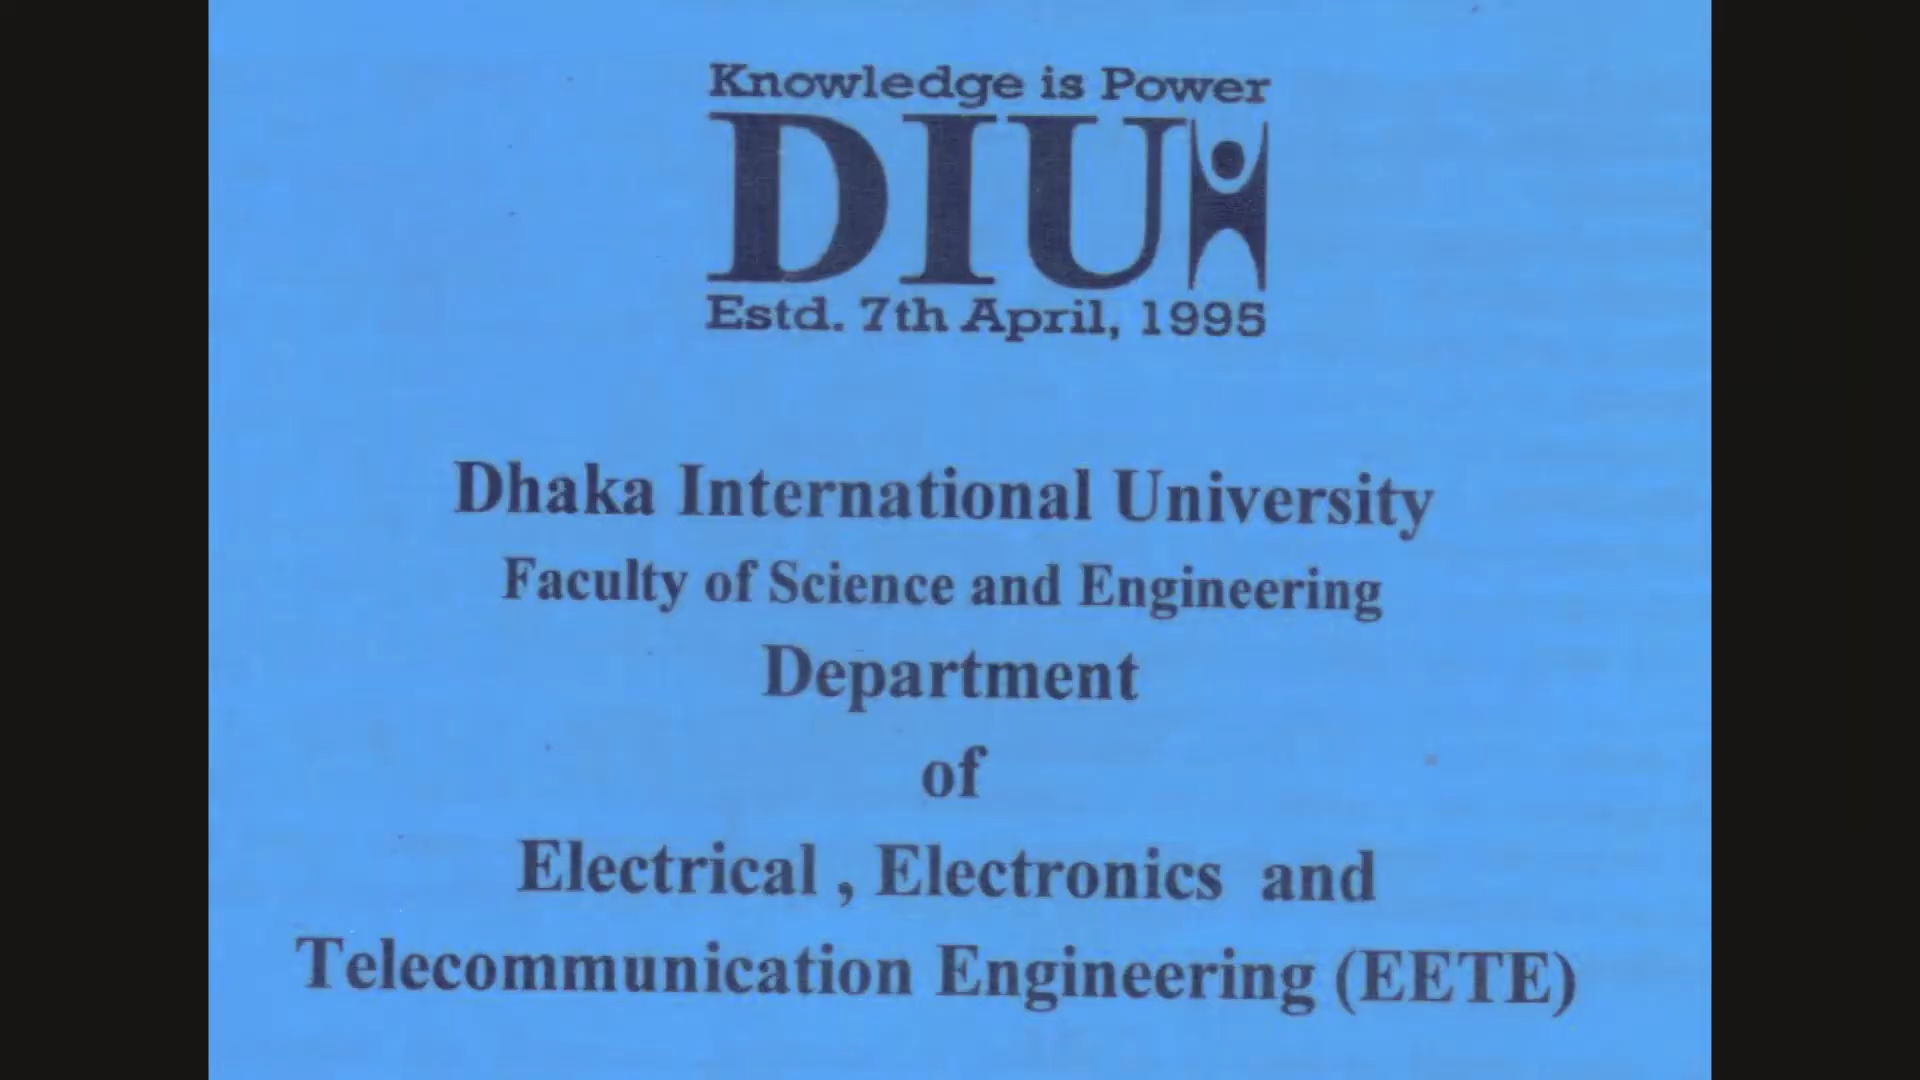 Knowledge is Power
DIU
Estd. 7th April, 1995
Dhaka International University
Faculty of Science and Engineering
Department
of
Electrical , Electronics and
Telecommunication Engineering (EETE)